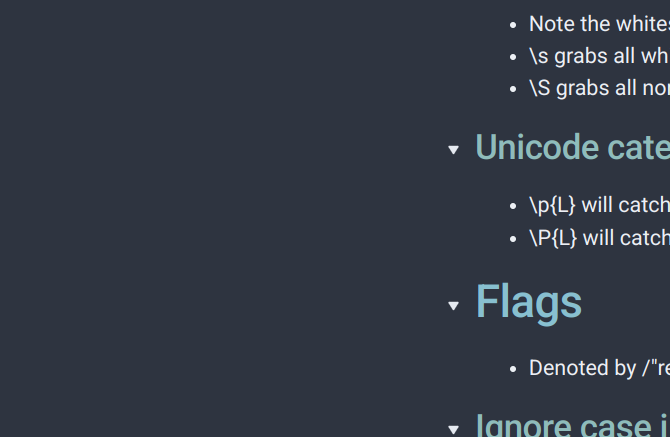 Note the whites
\s grabs all wh
\S grabs all no
Unicode cate
\p{L} will catch
\P{L} will catch
Flags
Denoted by /"re
Ignore case i